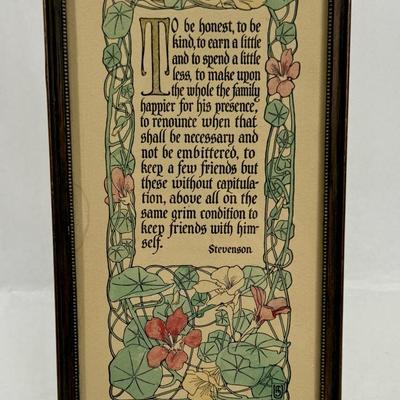 To be honest, to be
kind, to earn a little
and to spend a little
less, to make upon
the whole the family
happier for his presence,
to renounce when that
shall be necessary and
not be embittered, to
keep a few friends but
these without capitula-
tion, above all on the
same grim condition to
keep friends with him-
self.
Stevenson